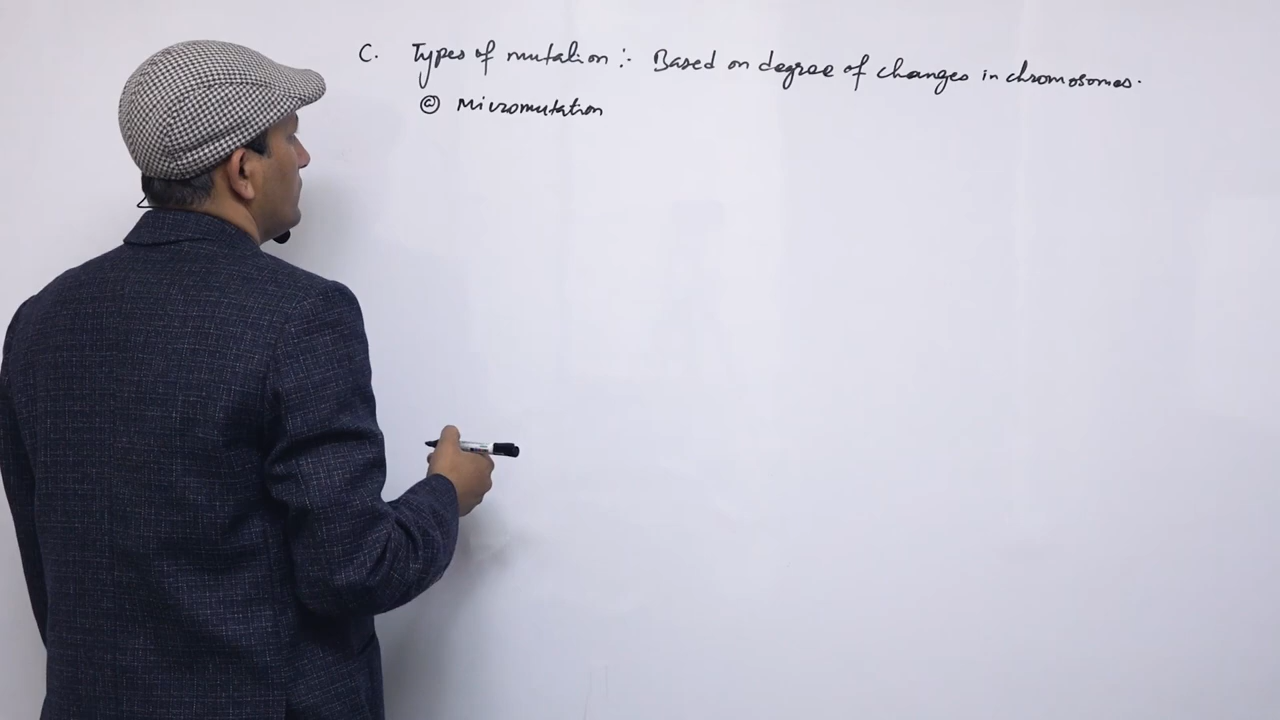 C. Types of mutation :- Based on degree of changes in chromosomes.
@ Micromutation